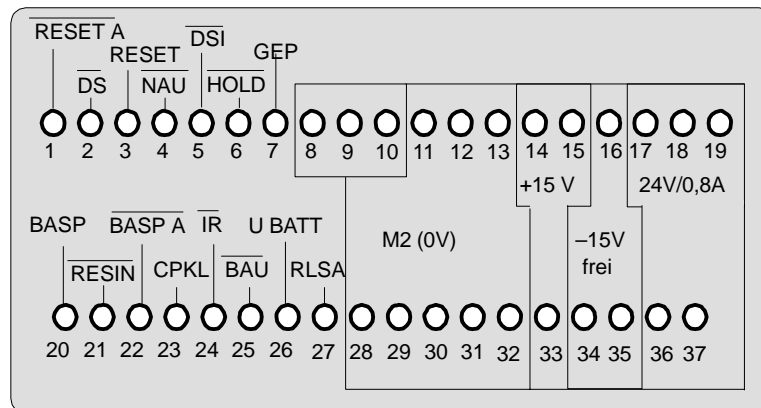 RESET A
DSI
RESET
GEP
DS
NAU
HOLD
1 2 3 4 5 6 7 8 9 10 11 12 13 14 15 16 17 18 19
+15 V
24V/0,8A
BASP
BASP A
IR
U BATT
M2 (0V)
–15V
frei
RESIN
CPKL
BAU
RLSA
20 21 22 23 24 25 26 27 28 29 30 31 32 33 34 35 36 37